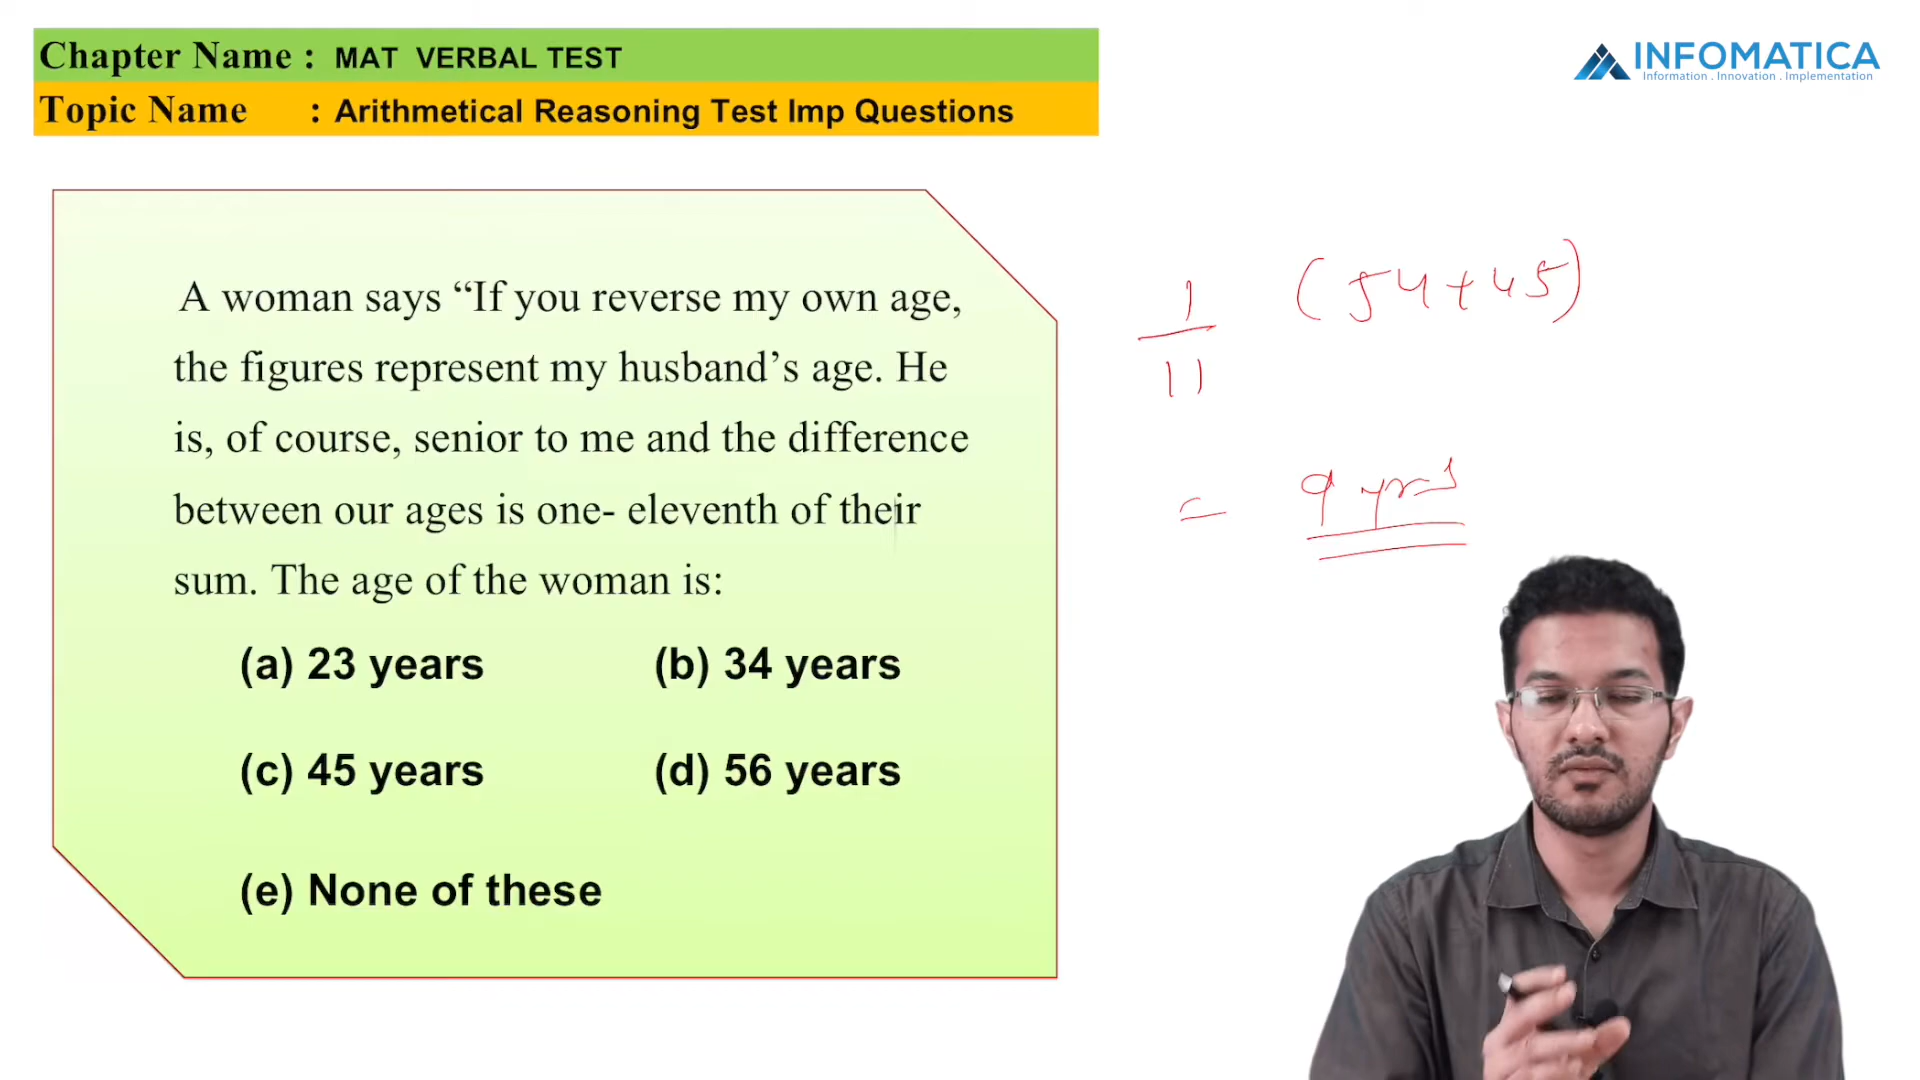 Chapter Name : MAT VERBAL TEST
Topic Name : Arithmetical Reasoning Test Imp Questions
INFOMATICA
Information . Innovation . Implementation
A woman says “If you reverse my own age,
the figures represent my husband’s age. He
is, of course, senior to me and the difference
between our ages is one- eleventh of their
sum. The age of the woman is:
(a) 23 years (b) 34 years
(c) 45 years (d) 56 years
(e) None of these
1/11 (54+45)
= 9 yrs